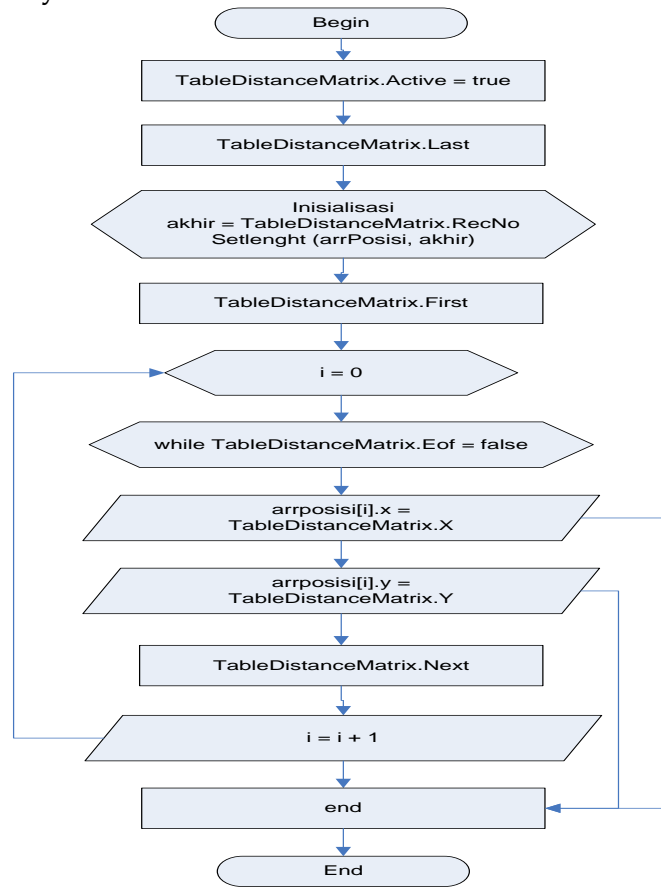 y
Begin
TableDistanceMatrix.Active = true
TableDistanceMatrix.Last
Inisialisasi
akhir = TableDistanceMatrix.RecNo
Setlenght (arrPosisi, akhir)
TableDistanceMatrix.First
i = 0
while TableDistanceMatrix.Eof = false
arrposisi[i].x =
TableDistanceMatrix.X
arrposisi[i].y =
TableDistanceMatrix.Y
TableDistanceMatrix.Next
i = i + 1
end
End